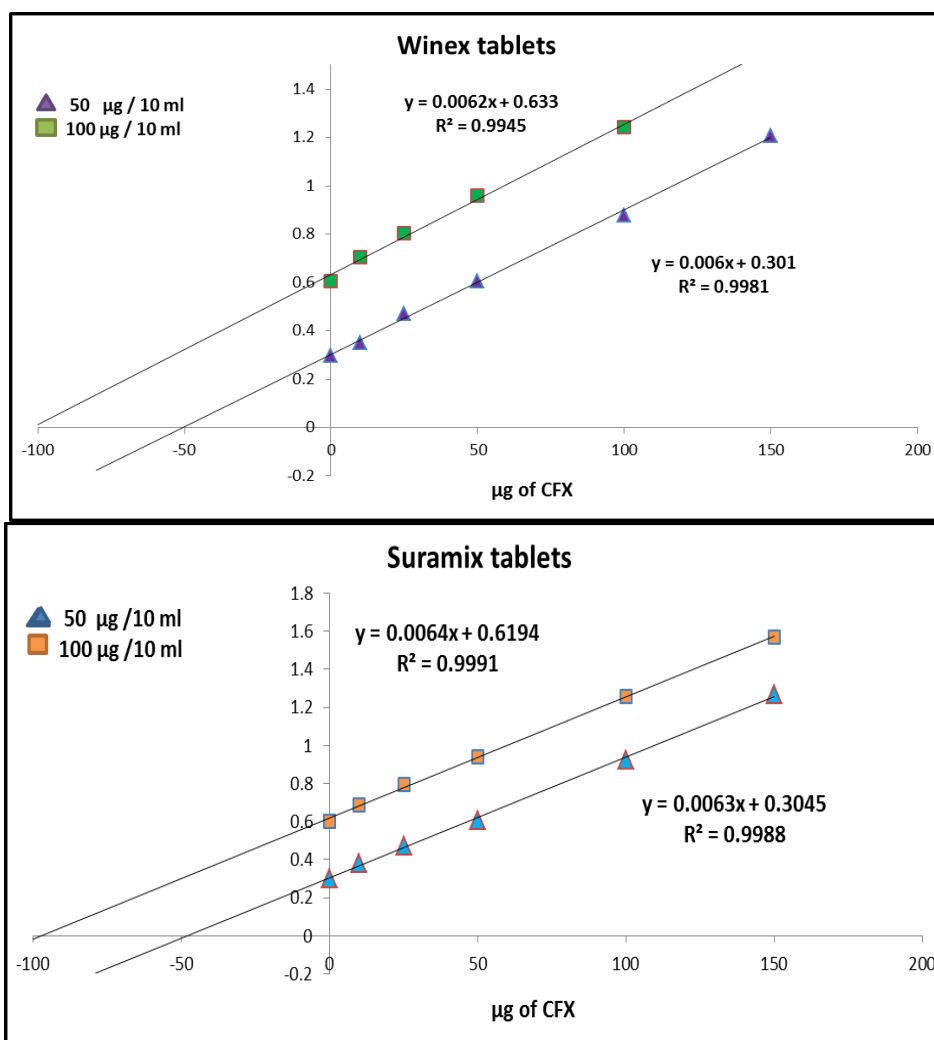 Winex tablets
50 µg / 10 ml
100 µg / 10 ml
y = 0.0062x + 0.633
R² = 0.9945
y = 0.006x + 0.301
R² = 0.9981
1.4
1.2
1
0.8
0.6
0.4
0.2
0
-0.2
-100 -50 0 50 100 150 200
µg of CFX
Suramix tablets
50 µg /10 ml
100 µg /10 ml
y = 0.0064x + 0.6194
R² = 0.9991
y = 0.0063x + 0.3045
R² = 0.9988
1.8
1.6
1.4
1.2
1
0.8
0.6
0.4
0.2
0
-0.2
-100 -50 0 50 100 150 200
µg of CFX